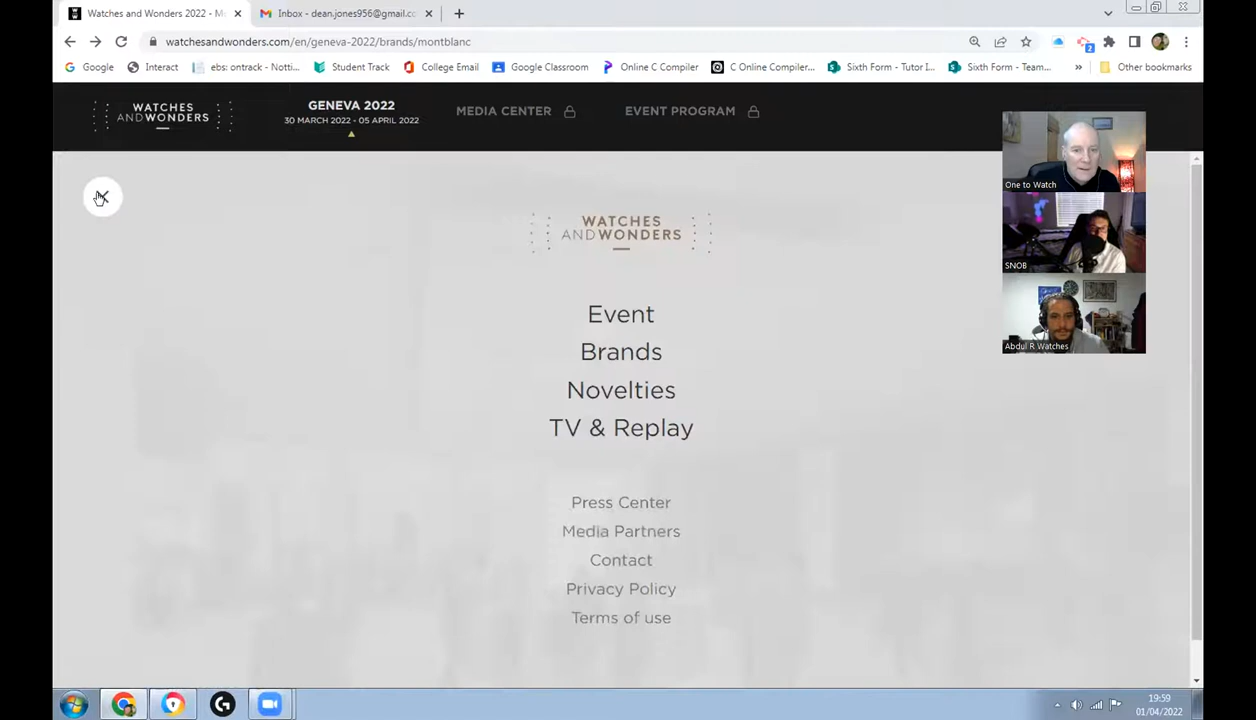 Watches and Wonders 2022 - M
Inbox - dean.jones956@gmail.cc
watchesandwonders.com/en/geneva-2022/brands/montblanc
Google
Interact
ebs: ontrack - Notti...
Student Track
College Email
Google Classroom
Online C Compiler
C Online Compiler...
Sixth Form - Tutor I...
Sixth Form - Team...
»
Other bookmarks
2
WATCHES
ANDWONDERS
GENEVA 2022
30 MARCH 2022 - 05 APRIL 2022
MEDIA CENTER
EVENT PROGRAM
One to Watch
SNOB
Abdul R Watches
WATCHES
ANDWONDERS
Event
Brands
Novelties
TV & Replay
Press Center
Media Partners
Contact
Privacy Policy
Terms of use
19:59
01/04/2022